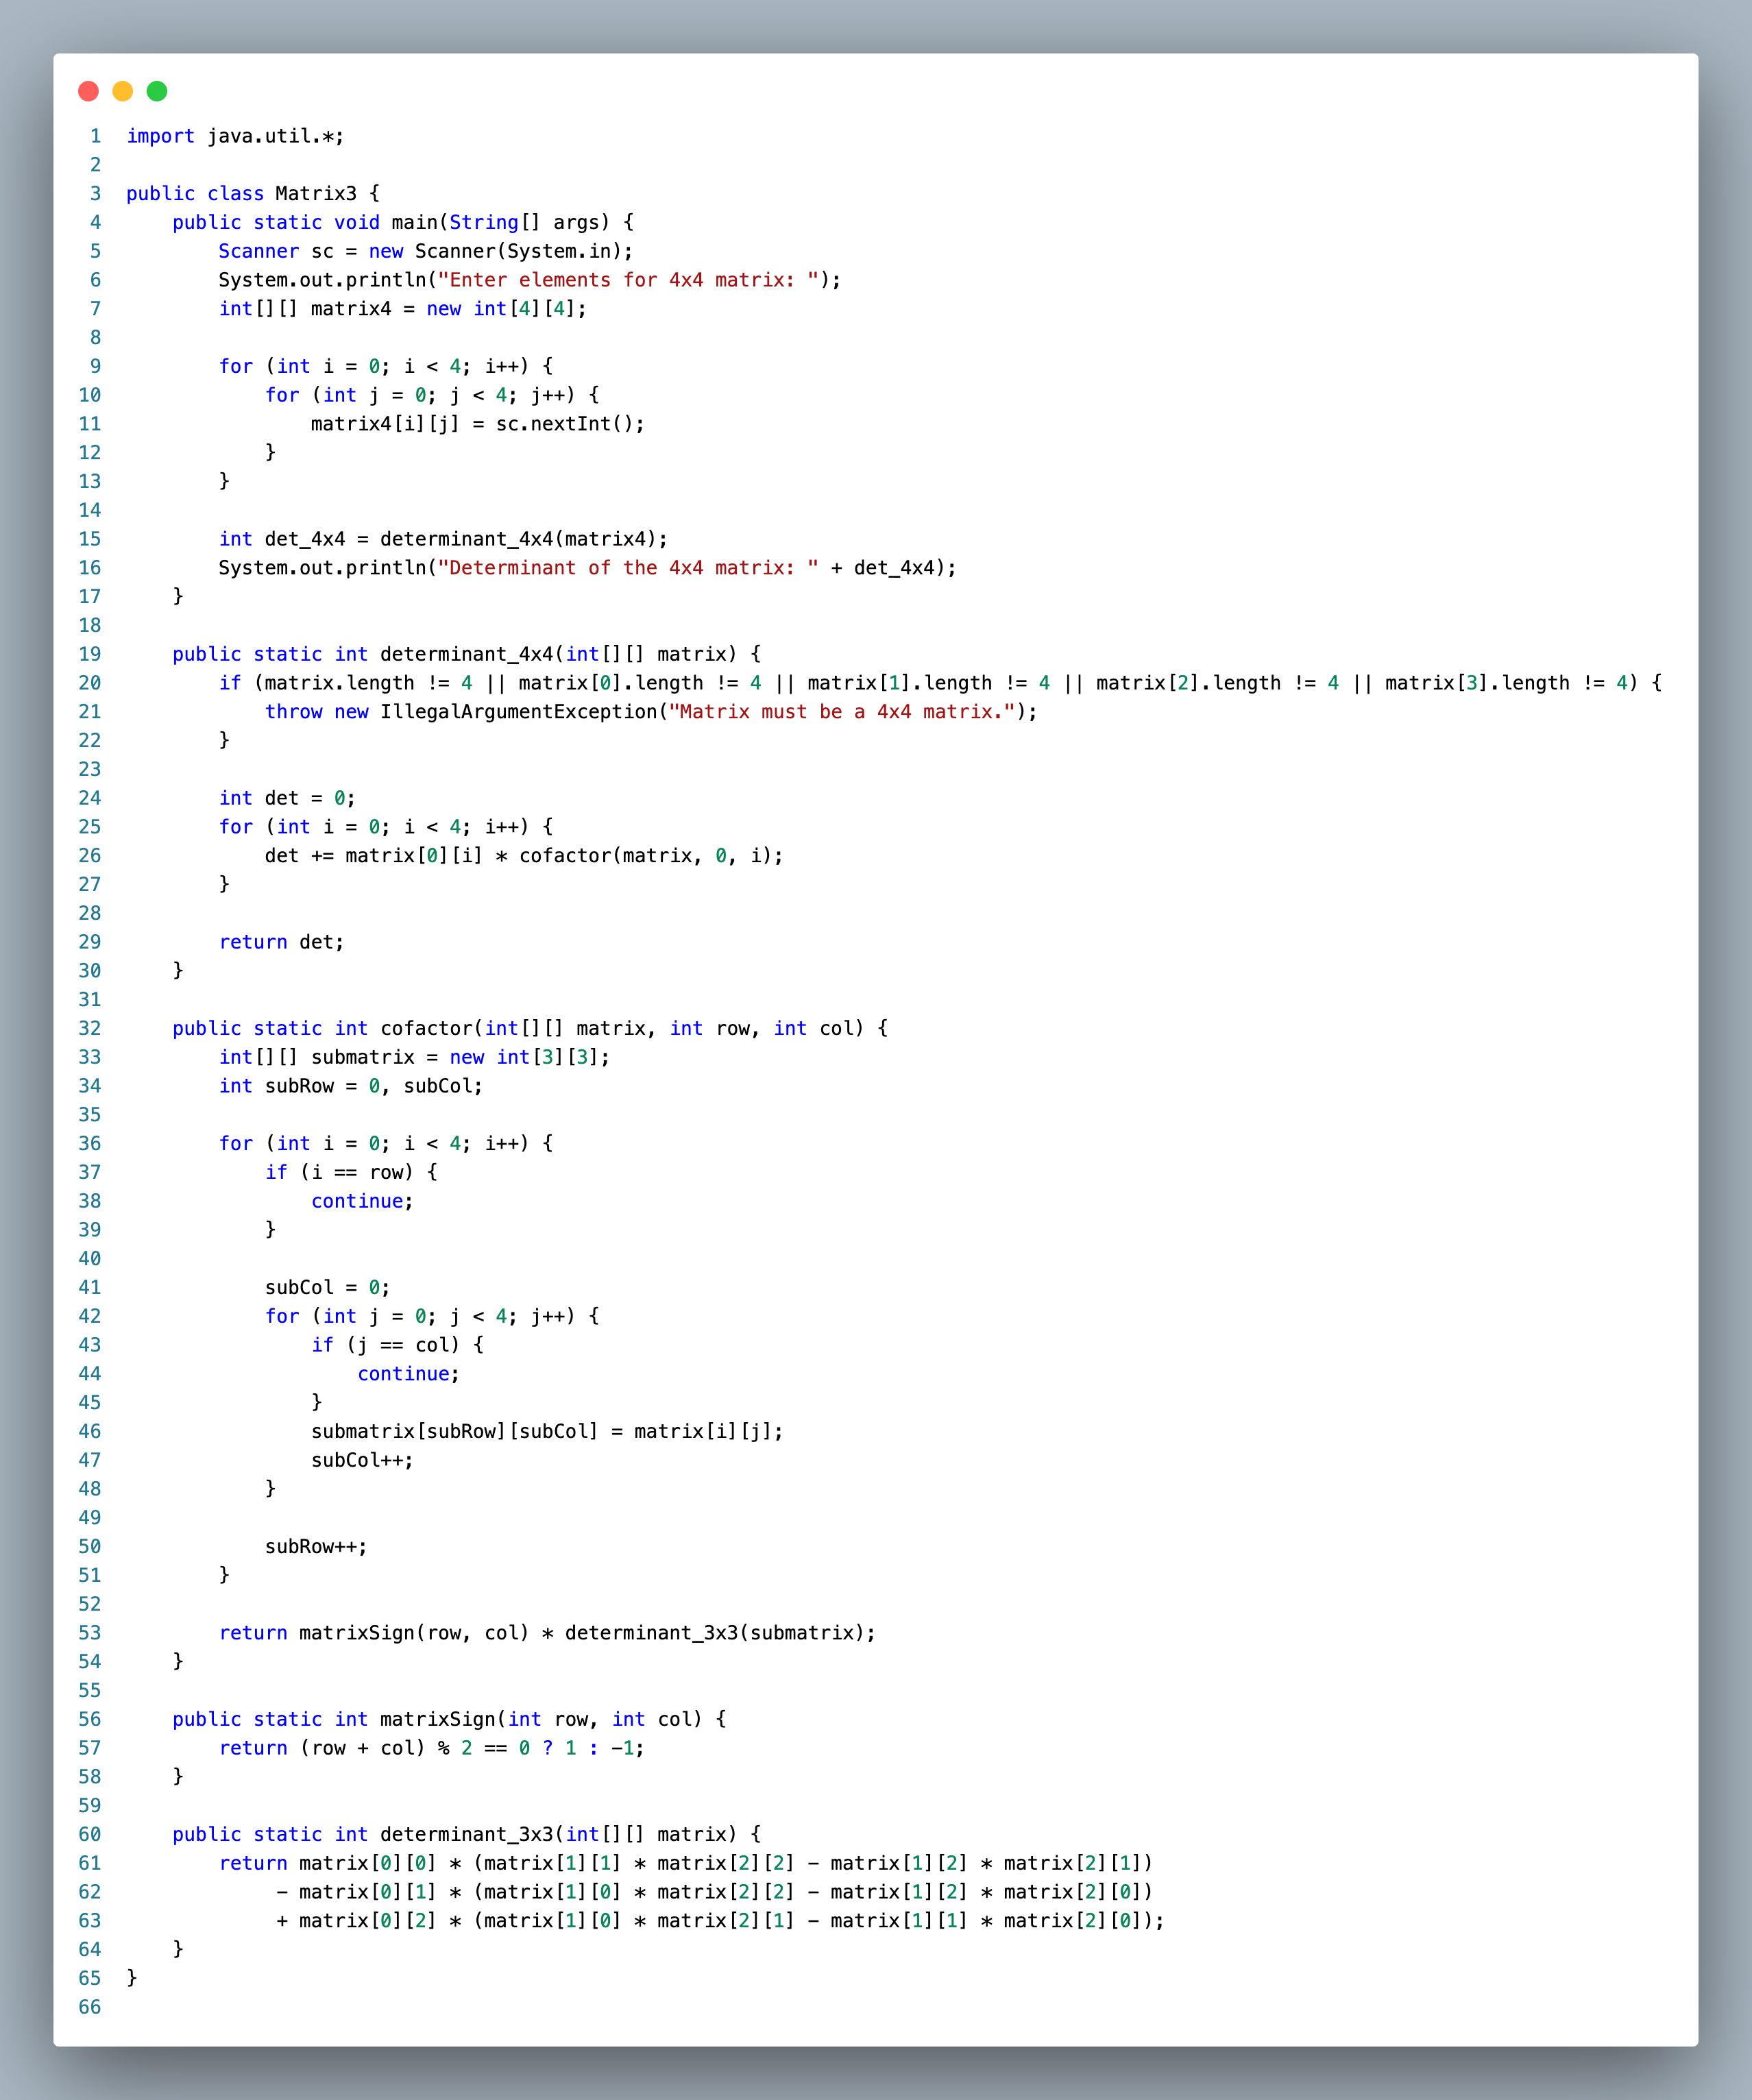 1 import java.util.*;
2
3 public class Matrix3 {
4     public static void main(String[] args) {
5         Scanner sc = new Scanner(System.in);
6         System.out.println("Enter elements for 4x4 matrix: ");
7         int[][] matrix4 = new int[4][4];
8
9         for (int i = 0; i < 4; i++) {
10             for (int j = 0; j < 4; j++) {
11                 matrix4[i][j] = sc.nextInt();
12             }
13         }
14
15         int det_4x4 = determinant_4x4(matrix4);
16         System.out.println("Determinant of the 4x4 matrix: " + det_4x4);
17     }
18
19     public static int determinant_4x4(int[][] matrix) {
20         if (matrix.length != 4 || matrix[0].length != 4 || matrix[1].length != 4 || matrix[2].length != 4 || matrix[3].length != 4) {
21             throw new IllegalArgumentException("Matrix must be a 4x4 matrix.");
22         }
23
24         int det = 0;
25         for (int i = 0; i < 4; i++) {
26             det += matrix[0][i] * cofactor(matrix, 0, i);
27         }
28
29         return det;
30     }
31
32     public static int cofactor(int[][] matrix, int row, int col) {
33         int[][] submatrix = new int[3][3];
34         int subRow = 0, subCol;
35
36         for (int i = 0; i < 4; i++) {
37             if (i == row) {
38                 continue;
39             }
40
41             subCol = 0;
42             for (int j = 0; j < 4; j++) {
43                 if (j == col) {
44                     continue;
45                 }
46                 submatrix[subRow][subCol] = matrix[i][j];
47                 subCol++;
48             }
49
50             subRow++;
51         }
52
53         return matrixSign(row, col) * determinant_3x3(submatrix);
54     }
55
56     public static int matrixSign(int row, int col) {
57         return (row + col) % 2 == 0 ? 1 : -1;
58     }
59
60     public static int determinant_3x3(int[][] matrix) {
61         return matrix[0][0] * (matrix[1][1] * matrix[2][2] - matrix[1][2] * matrix[2][1])
62              - matrix[0][1] * (matrix[1][0] * matrix[2][2] - matrix[1][2] * matrix[2][0])
63              + matrix[0][2] * (matrix[1][0] * matrix[2][1] - matrix[1][1] * matrix[2][0]);
64     }
65 }
66